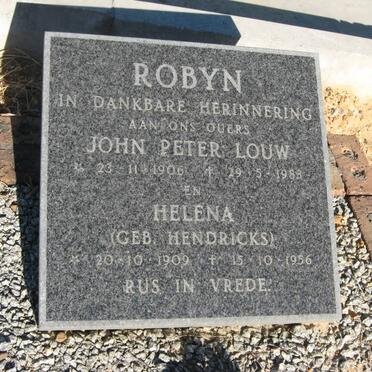 ROBYN
IN DANKBARE HERINNERING
AAN ONS OUERS
JOHN PETER LOUW
* 23·11·1906 † 29·5·1988
EN
HELENA
(GEB. HENDRICKS)
* 20·10·1909 † 15·10·1956
RUS IN VREDE.